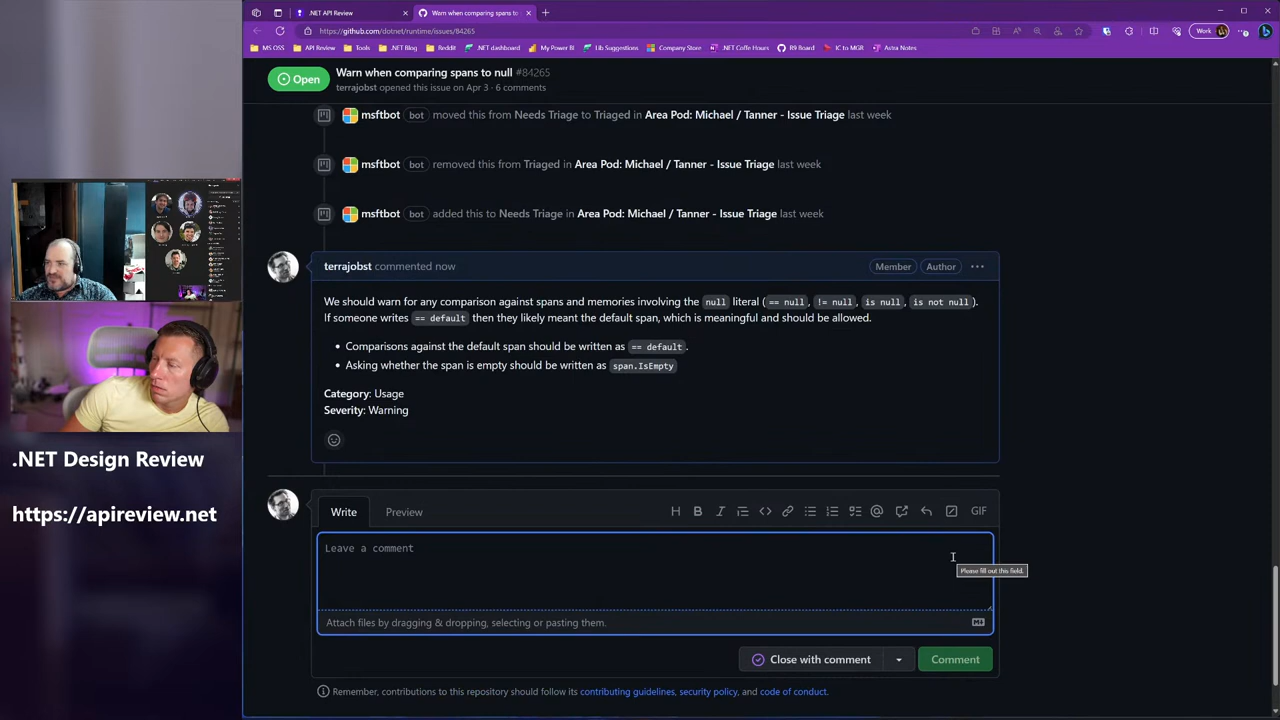 .NET API Review
Warn when comparing spans to
https://github.com/dotnet/runtime/issues/84265
Work
MS OSS
API Review
Tools
.NET Blog
Reddit
.NET dashboard
My Power BI
Lib Suggestions
Company Store
.NET Coffe Hours
R9 Board
IC to MGR
Astra Notes
Open
Warn when comparing spans to null #84265
terrajobst opened this issue on Apr 3 · 6 comments
msftbot bot moved this from Needs Triage to Triaged in Area Pod: Michael / Tanner - Issue Triage last week
msftbot bot removed this from Triaged in Area Pod: Michael / Tanner - Issue Triage last week
msftbot bot added this to Needs Triage in Area Pod: Michael / Tanner - Issue Triage last week
terrajobst commented now
Member
Author
We should warn for any comparison against spans and memories involving the null literal (== null, != null, is null, is not null).
If someone writes == default then they likely meant the default span, which is meaningful and should be allowed.
• Comparisons against the default span should be written as == default.
• Asking whether the span is empty should be written as span.IsEmpty
Category: Usage
Severity: Warning
Write
Preview
GIF
Leave a comment
Please fill out this field.
Attach files by dragging & dropping, selecting or pasting them.
Close with comment
Comment
Remember, contributions to this repository should follow its contributing guidelines, security policy, and code of conduct.
.NET Design Review
https://apireview.net